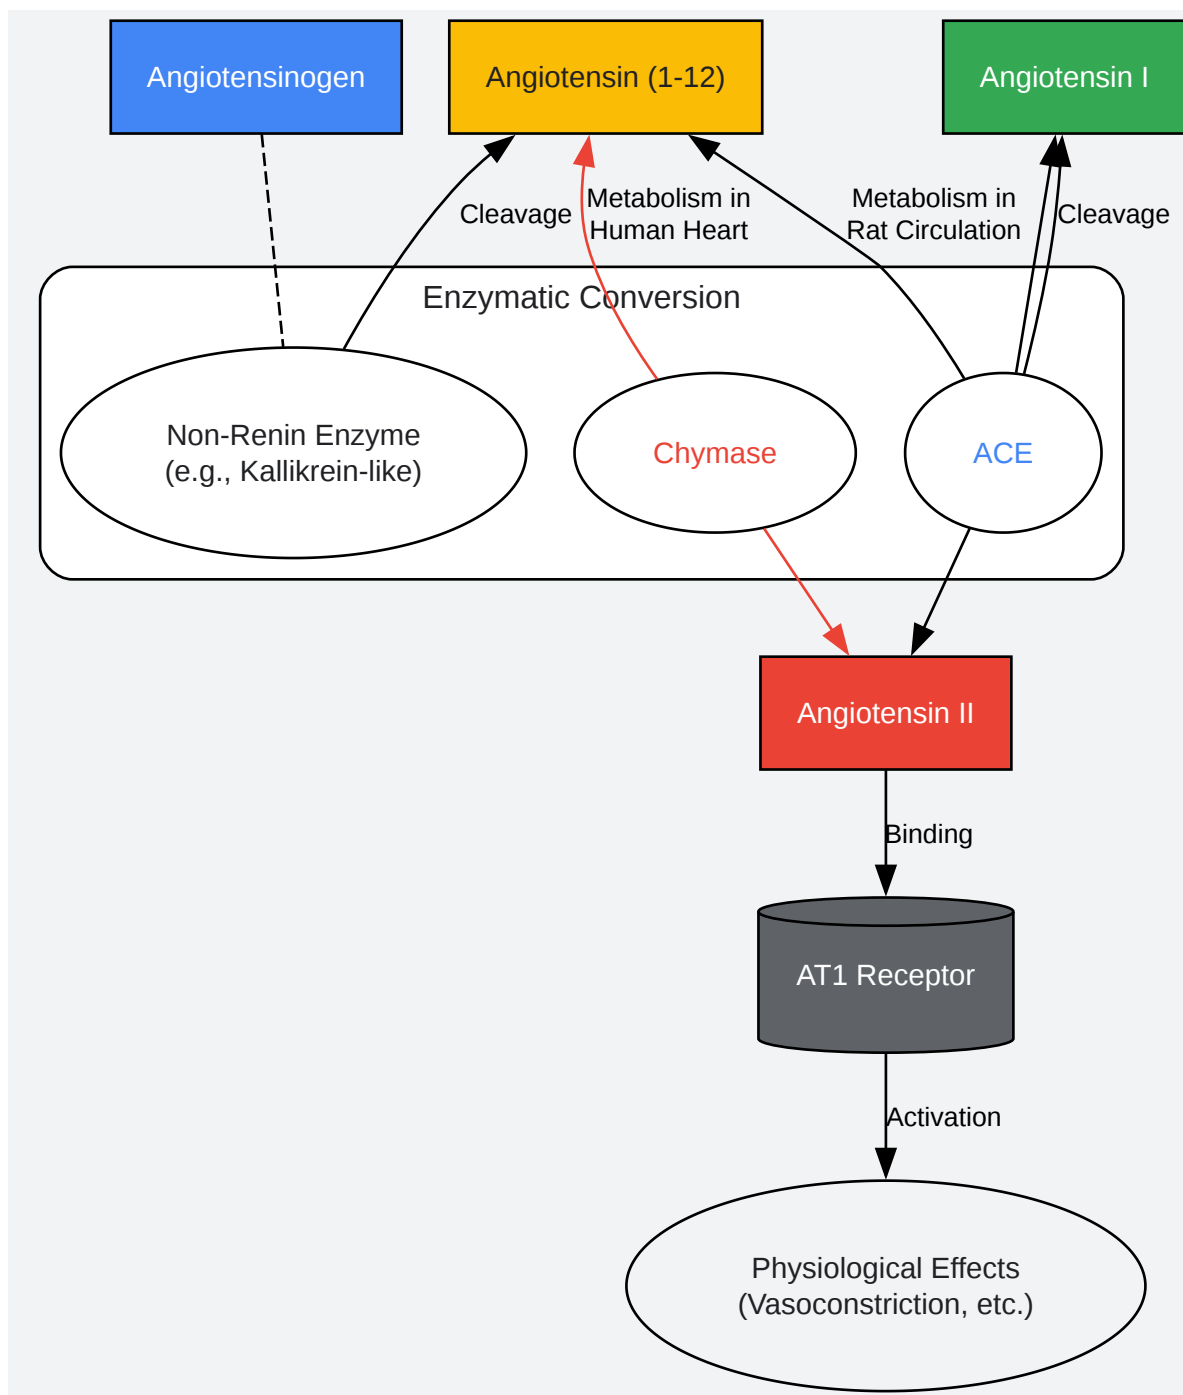 Angiotensinogen
Angiotensin (1-12)
Angiotensin I
Cleavage
Metabolism in
Human Heart
Metabolism in
Rat Circulation
Cleavage
Enzymatic Conversion
Non-Renin Enzyme
(e.g., Kallikrein-like)
Chymase
ACE
Angiotensin II
Binding
AT1 Receptor
Activation
Physiological Effects
(Vasoconstriction, etc.)